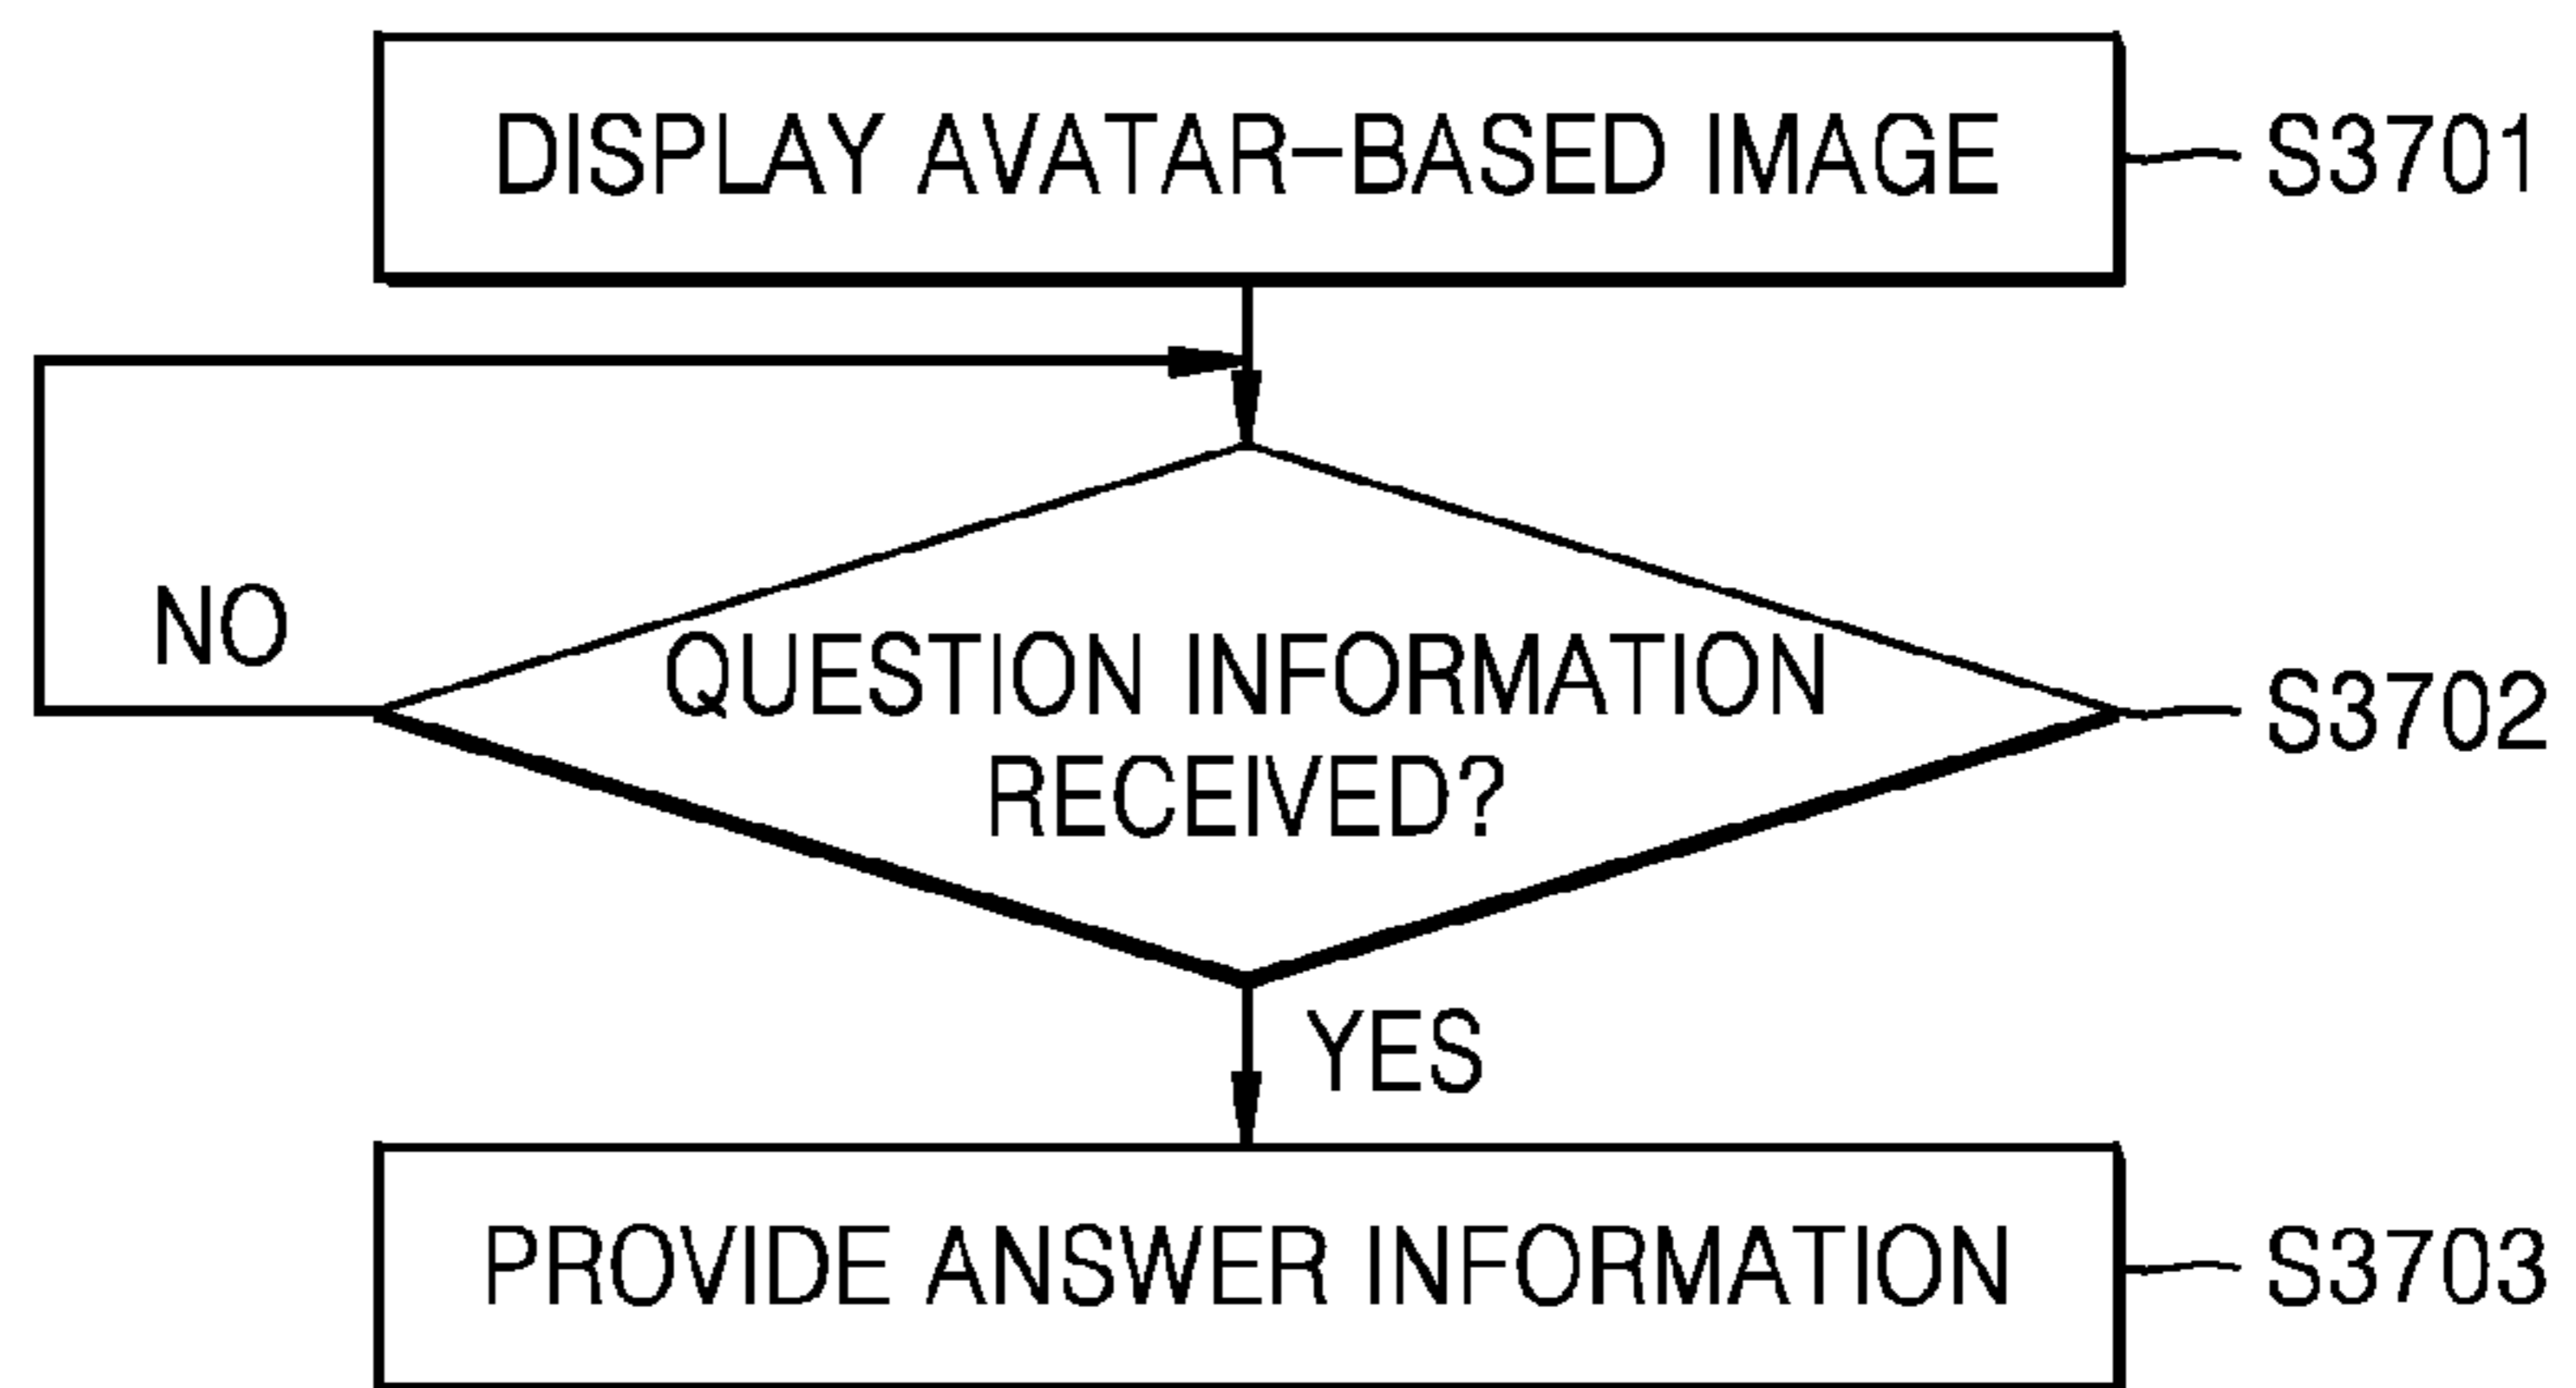 DISPLAY AVATAR-BASED IMAGE
S3701
NO
QUESTION INFORMATION
RECEIVED?
S3702
YES
PROVIDE ANSWER INFORMATION
S3703